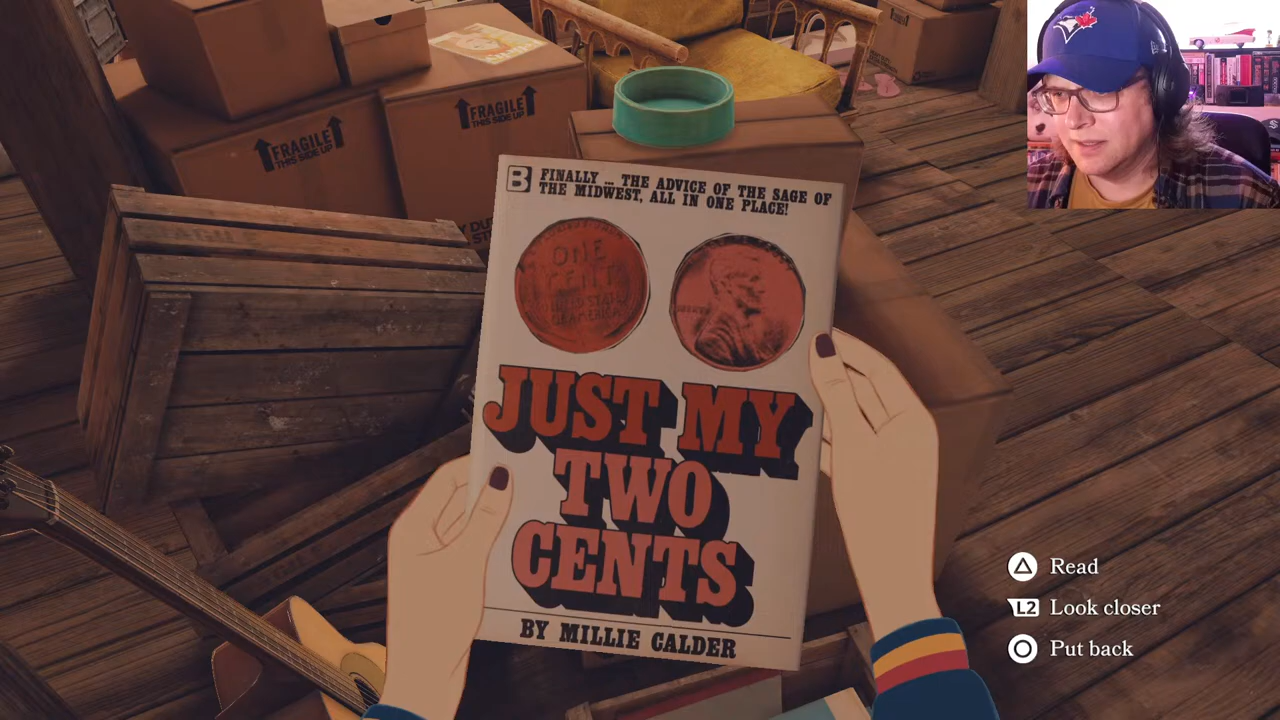 FRAGILE
THIS SIDE UP
FRAGILE
THIS SIDE UP
B
FINALLY ... THE ADVICE OF THE SAGE OF
THE MIDWEST, ALL IN ONE PLACE!
ONE
CENT
JUST MY
TWO
CENTS
BY MILLIE CALDER
Read
L2 Look closer
Put back